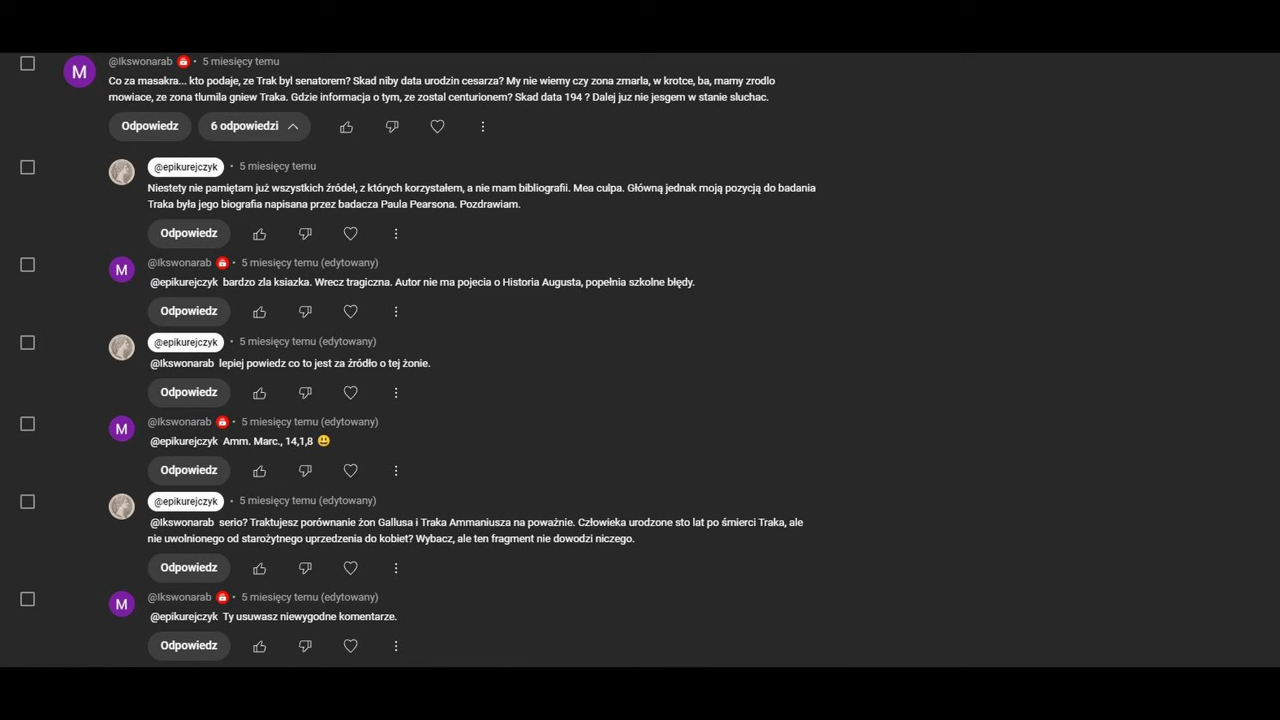 @Ikswonarab • 5 miesięcy temu
Co za masakra... kto podaje, ze Trak byl senatorem? Skad niby data urodzin cesarza? My nie wiemy czy zona zmarla, w krotce, ba, mamy zrodlo
mowiace, ze zona tłumila gniew Traka. Gdzie informacja o tym, ze zostal centurionem? Skad data 194 ? Dalej juz nie jesgem w stanie sluchac.
Odpowiedz 6 odpowiedzi
@epikurejczyk • 5 miesięcy temu
Niestety nie pamiętam już wszystkich źródeł, z których korzystałem, a nie mam bibliografii. Mea culpa. Główną jednak moją pozycją do badania
Traka była jego biografia napisana przez badacza Paula Pearsona. Pozdrawiam.
Odpowiedz
M @Ikswonarab • 5 miesięcy temu (edytowany)
@epikurejczyk bardzo zla ksiazka. Wrecz tragiczna. Autor nie ma pojecia o Historia Augusta, popełnia szkolne błędy.
Odpowiedz
@epikurejczyk • 5 miesięcy temu (edytowany)
@Ikswonarab lepiej powiedz co to jest za źródło o tej żonie.
Odpowiedz
M @Ikswonarab • 5 miesięcy temu (edytowany)
@epikurejczyk Amm. Marc., 14,1,8 😃
Odpowiedz
@epikurejczyk • 5 miesięcy temu (edytowany)
@Ikswonarab serio? Traktujesz porównanie żon Gallusa i Traka Ammaniusza na poważnie. Człowieka urodzone sto lat po śmierci Traka, ale
nie uwolnionego od starożytnego uprzedzenia do kobiet? Wybacz, ale ten fragment nie dowodzi niczego.
Odpowiedz
M @Ikswonarab • 5 miesięcy temu (edytowany)
@epikurejczyk Ty usuwasz niewygodne komentarze.
Odpowiedz